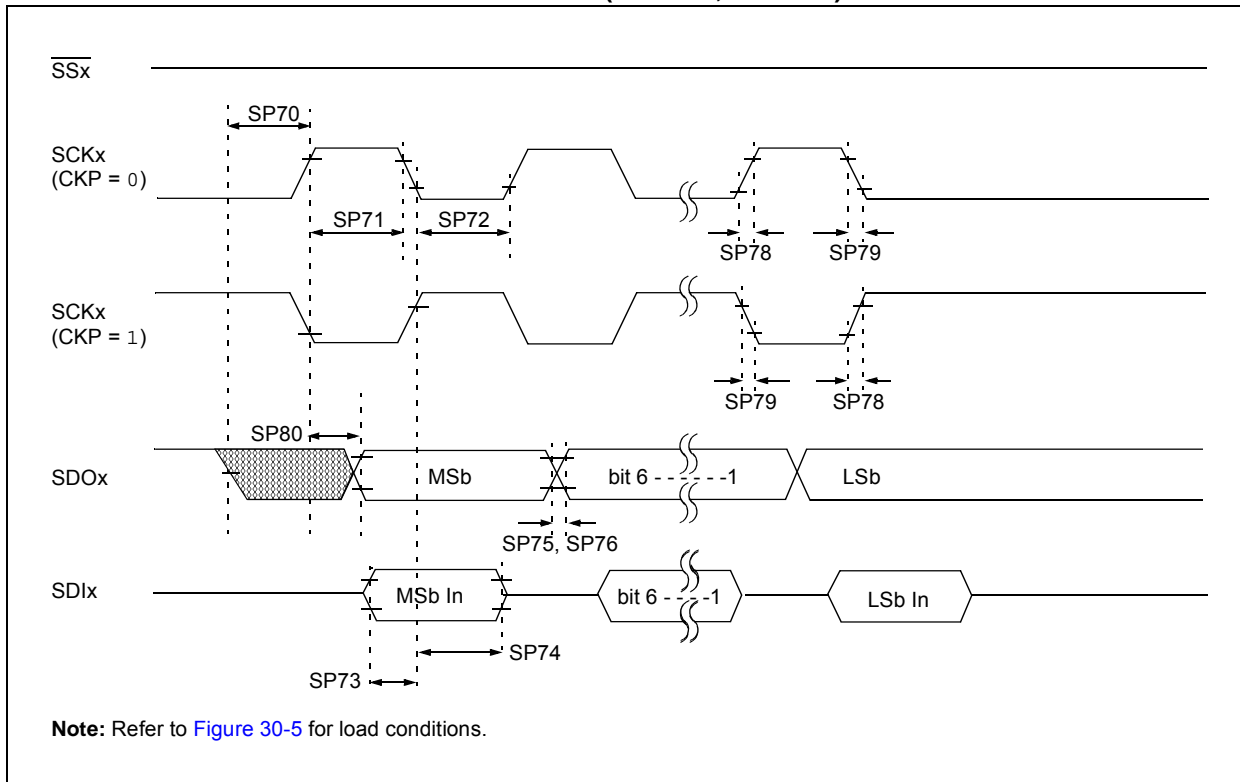 SSx
SP70
SCKx
(CKP = 0)
SP71
SP72
SP78
SP79
SCKx
(CKP = 1)
SP79
SP78
SP80
SDOx
MSb
bit 6 - - - - - -1
LSb
SP75, SP76
SDIx
MSb In
bit 6 - - - - -1
LSb In
SP74
SP73
Note: Refer to Figure 30-5 for load conditions.